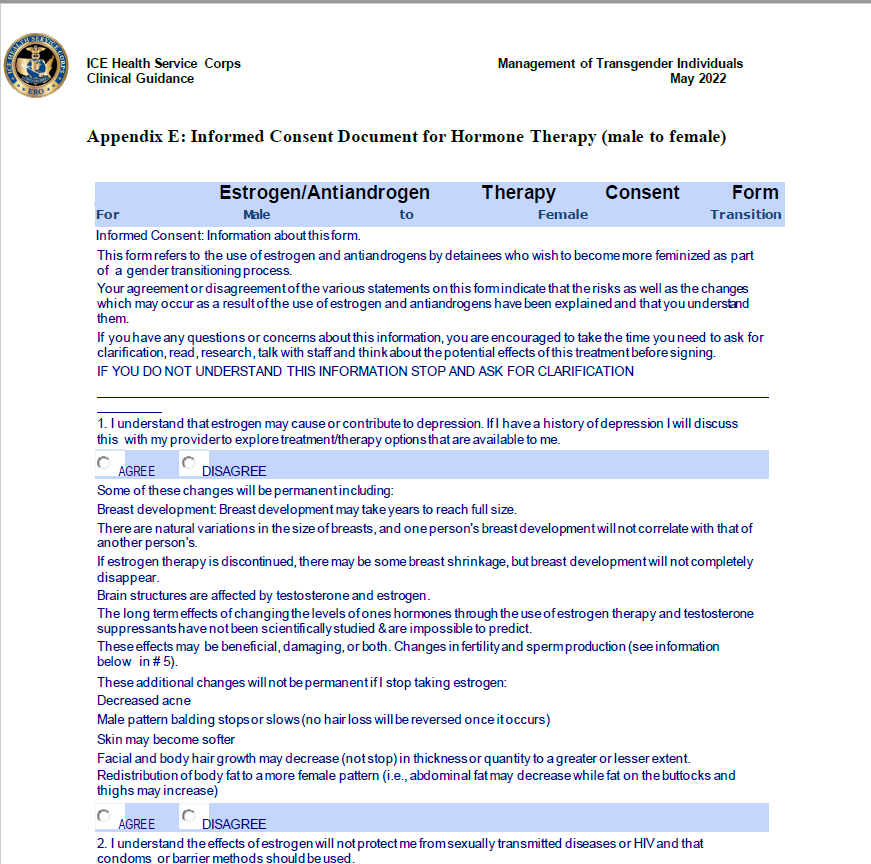 ICE HEALTH SERVICE CORPS
ERO
ICE Health Service Corps
Clinical Guidance
Management of Transgender Individuals
May 2022
Appendix E: Informed Consent Document for Hormone Therapy (male to female)
Estrogen/Antiandrogen Therapy Consent Form
For Male to Female Transition
Informed Consent: Information about this form.
This form refers to the use of estrogen and antiandrogens by detainees who wish to become more feminized as part
of a gender transitioning process.
Your agreement or disagreement of the various statements on this form indicate that the risks as well as the changes
which may occur as a result of the use of estrogen and antiandrogens have been explained and that you understand
them.
If you have any questions or concerns about this information, you are encouraged to take the time you need to ask for
clarification, read, research, talk with staff and think about the potential effects of this treatment before signing.
IF YOU DO NOT UNDERSTAND THIS INFORMATION STOP AND ASK FOR CLARIFICATION
1. I understand that estrogen may cause or contribute to depression. If I have a history of depression I will discuss
this with my provider to explore treatment/therapy options that are available to me.
AGREE DISAGREE
Some of these changes will be permanent including:
Breast development: Breast development may take years to reach full size.
There are natural variations in the size of breasts, and one person's breast development will not correlate with that of
another person's.
If estrogen therapy is discontinued, there may be some breast shrinkage, but breast development will not completely
disappear.
Brain structures are affected by testosterone and estrogen.
The long term effects of changing the levels of ones hormones through the use of estrogen therapy and testosterone
suppressants have not been scientifically studied & are impossible to predict.
These effects may be beneficial, damaging, or both. Changes in fertility and sperm production (see information
below in # 5).
These additional changes will not be permanent if I stop taking estrogen:
Decreased acne
Male pattern balding stops or slows (no hair loss will be reversed once it occurs)
Skin may become softer
Facial and body hair growth may decrease (not stop) in thickness or quantity to a greater or lesser extent.
Redistribution of body fat to a more female pattern (i.e., abdominal fat may decrease while fat on the buttocks and
thighs may increase)
AGREE DISAGREE
2. I understand the effects of estrogen will not protect me from sexually transmitted diseases or HIV and that
condoms or barrier methods should be used.